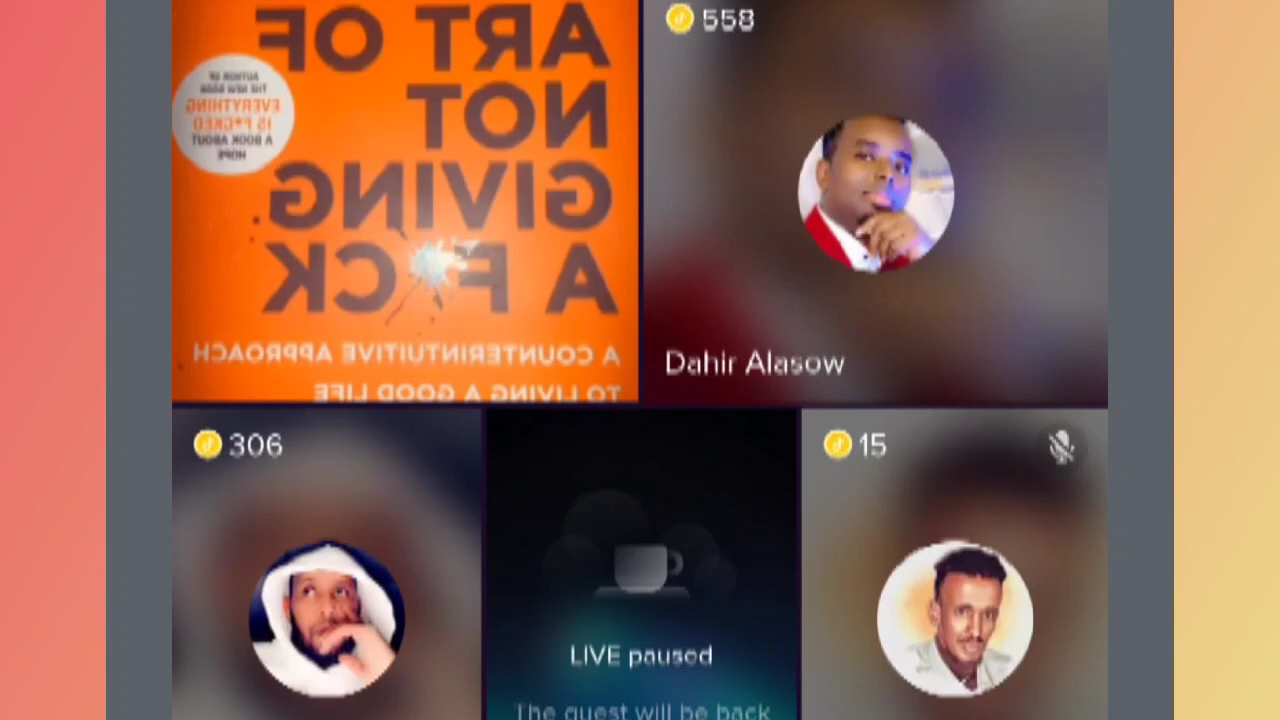 ART OF
NOT
GIVING
A F CK
AUTHOR OF
THE NEW BOOK
EVERYTHING
IS F*CKED
A BOOK ABOUT
HOPE
A COUNTERINTUITIVE APPROACH
TO LIVING A GOOD LIFE
558
Dahir Alasow
306
LIVE paused
The guest will be back
15